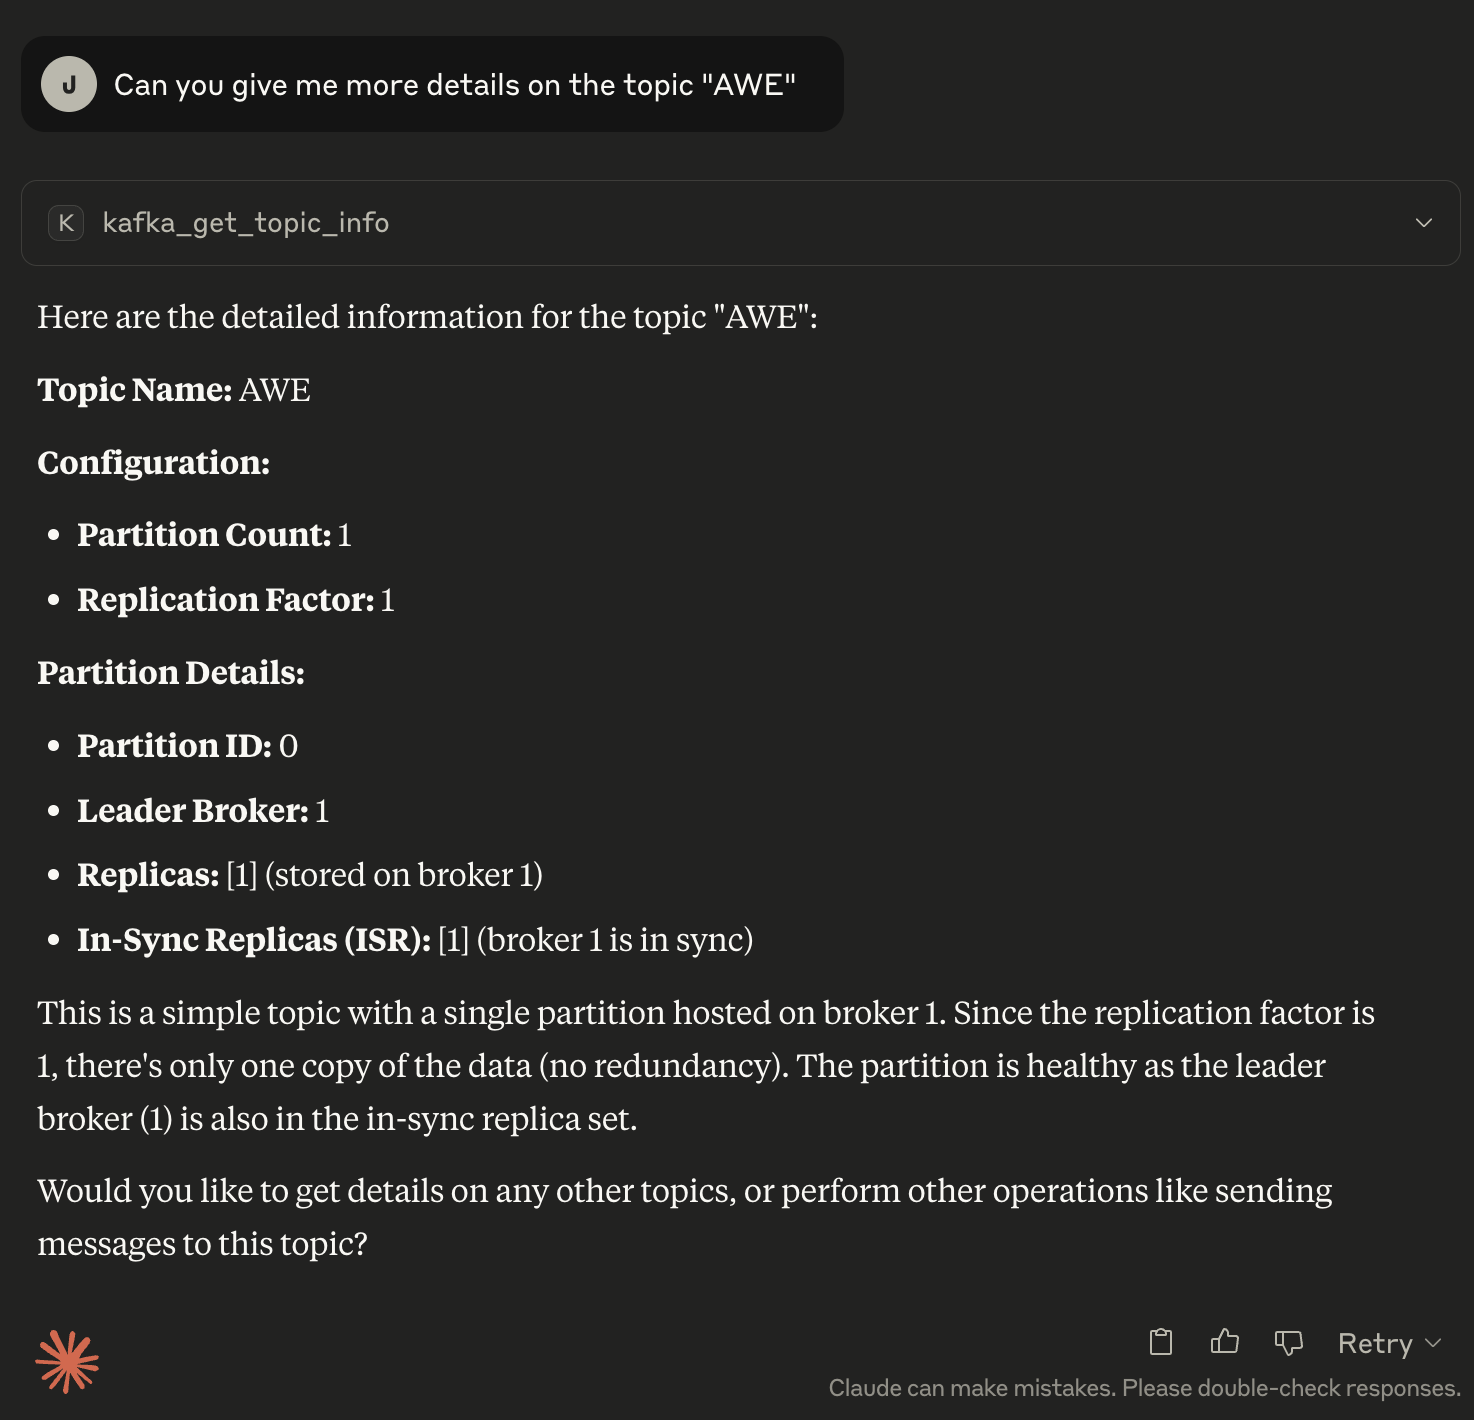 J
Can you give me more details on the topic "AWE"
K kafka_get_topic_info
Here are the detailed information for the topic "AWE":
Topic Name: AWE
Configuration:
• Partition Count: 1
• Replication Factor: 1
Partition Details:
• Partition ID: 0
• Leader Broker: 1
• Replicas: [1] (stored on broker 1)
• In-Sync Replicas (ISR): [1] (broker 1 is in sync)
This is a simple topic with a single partition hosted on broker 1. Since the replication factor is
1, there's only one copy of the data (no redundancy). The partition is healthy as the leader
broker (1) is also in the in-sync replica set.
Would you like to get details on any other topics, or perform other operations like sending
messages to this topic?
Retry
Claude can make mistakes. Please double-check responses.